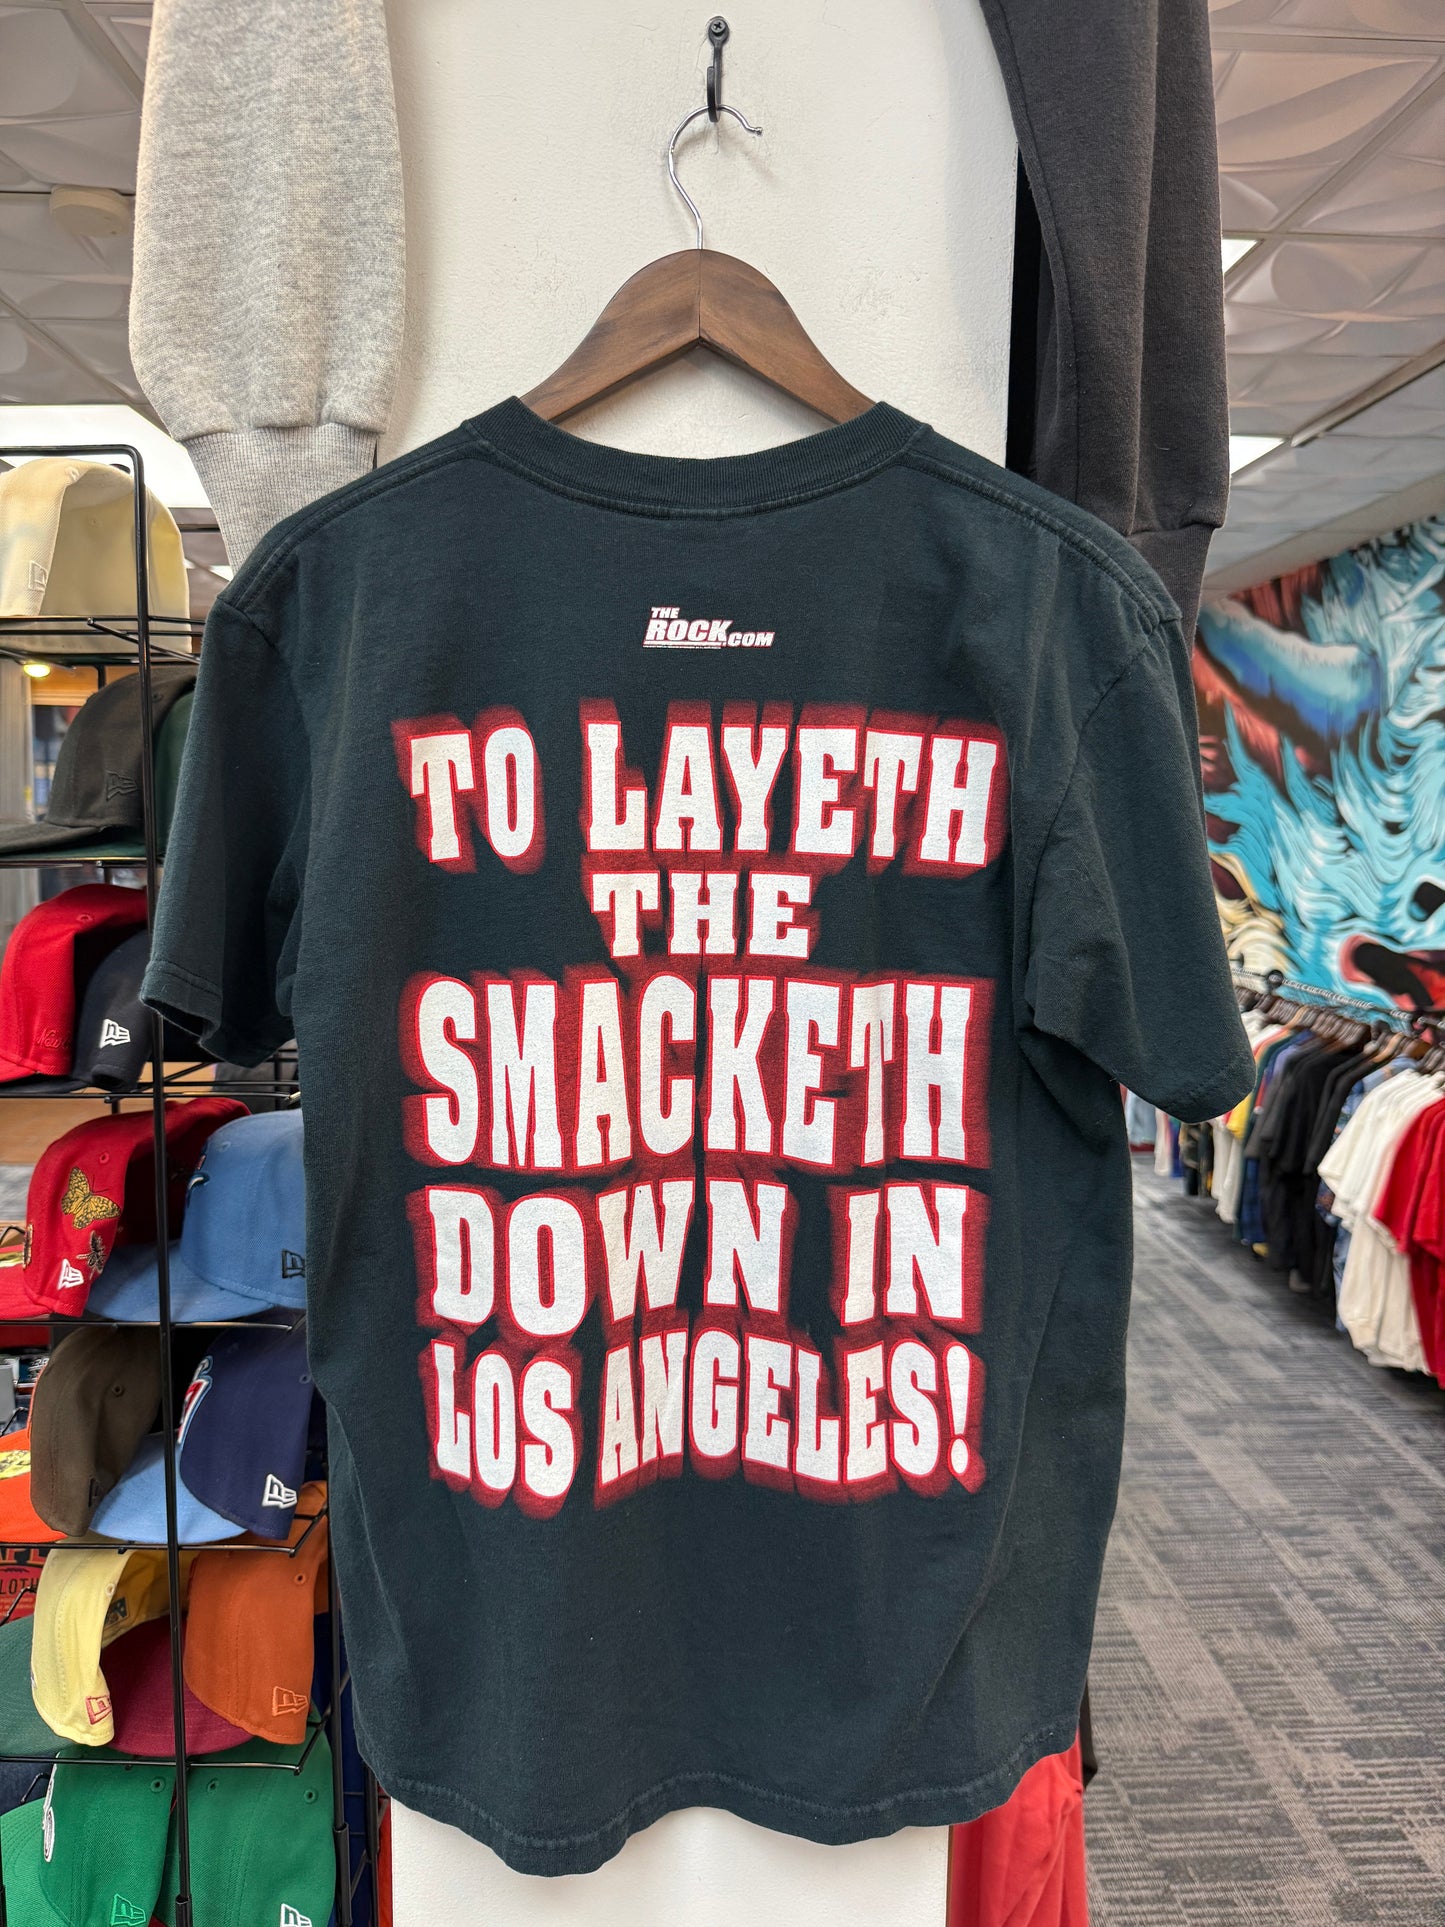 THE
ROCK.COM
TO LAYETH
THE
SMACKETH
DOWN IN
LOS ANGELES!